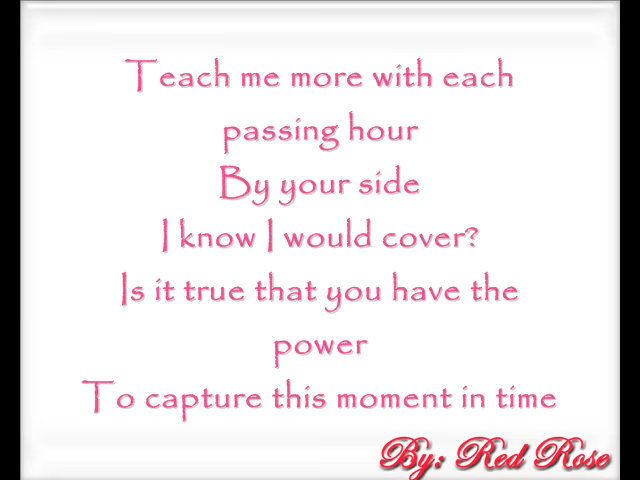 Teach me more with each
passing hour
By your side
I know I would cover?
Is it true that you have the
power
To capture this moment in time
By: Red Rose